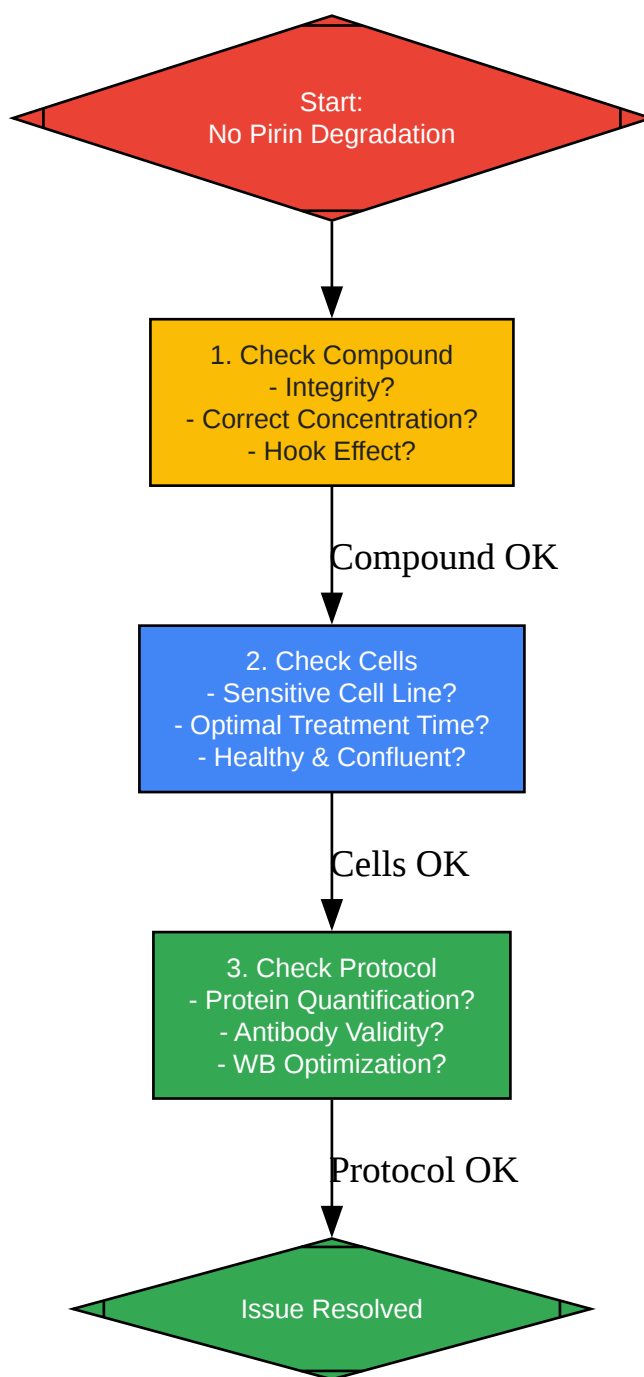 Start:
No Pirin Degradation
1. Check Compound
- Integrity?
- Correct Concentration?
- Hook Effect?
Compound OK
2. Check Cells
- Sensitive Cell Line?
- Optimal Treatment Time?
- Healthy & Confluent?
Cells OK
3. Check Protocol
- Protein Quantification?
- Antibody Validity?
- WB Optimization?
Protocol OK
Issue Resolved